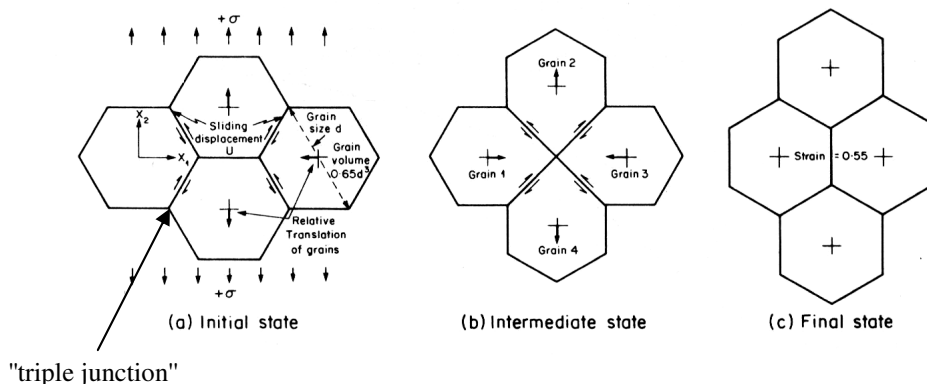 +σ
X₂
X₁
Sliding
displacement
U
Grain
size d
Grain
volume
0·65d³
Relative
Translation
of grains
+σ
(a) Initial state
"triple junction"
Grain 2
Grain 1
Grain 3
Grain 4
(b) Intermediate state
Strain = 0·55
(c) Final state